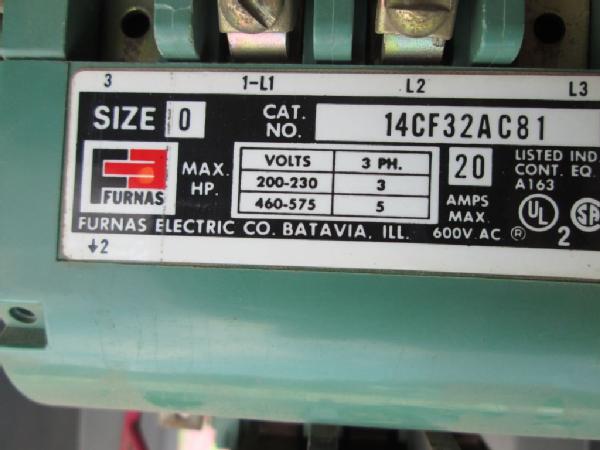 3 1-L1 L2 L3
SIZE 0 CAT. NO. 14CF32AC81
FURNAS
MAX. HP.
VOLTS 3 PH.
200-230 3
460-575 5
20 AMPS MAX. 600V.AC ®
LISTED IND.
CONT. EQ.
A163
UL SA
2
FURNAS ELECTRIC CO. BATAVIA, ILL.
↓2